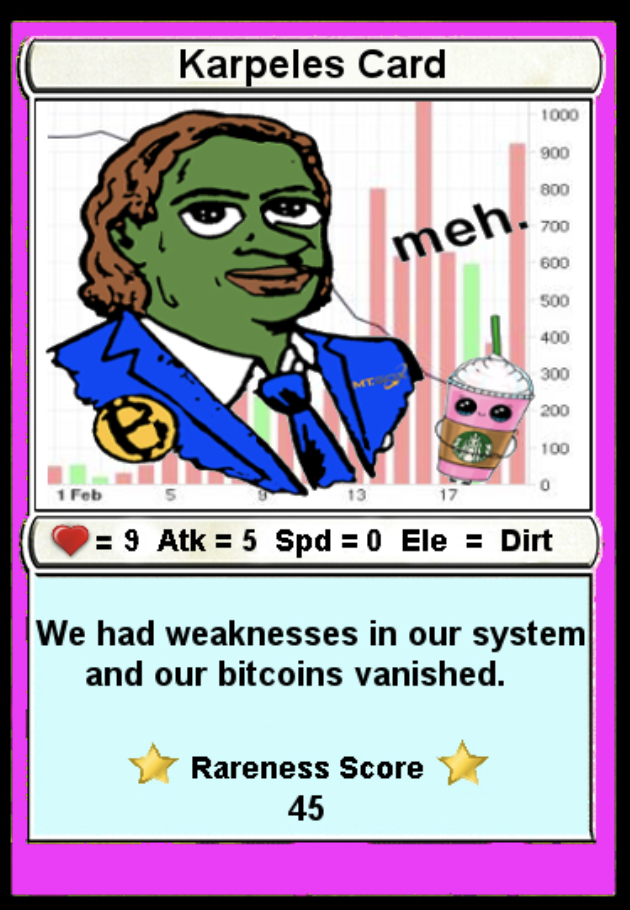 Karpeles Card
1000
900
800
meh.
700
600
500
400
300
MT.
200
100
0
1 Feb 5 9 13 17
= 9 Atk = 5 Spd = 0 Ele = Dirt
We had weaknesses in our system
and our bitcoins vanished.
Rareness Score
45